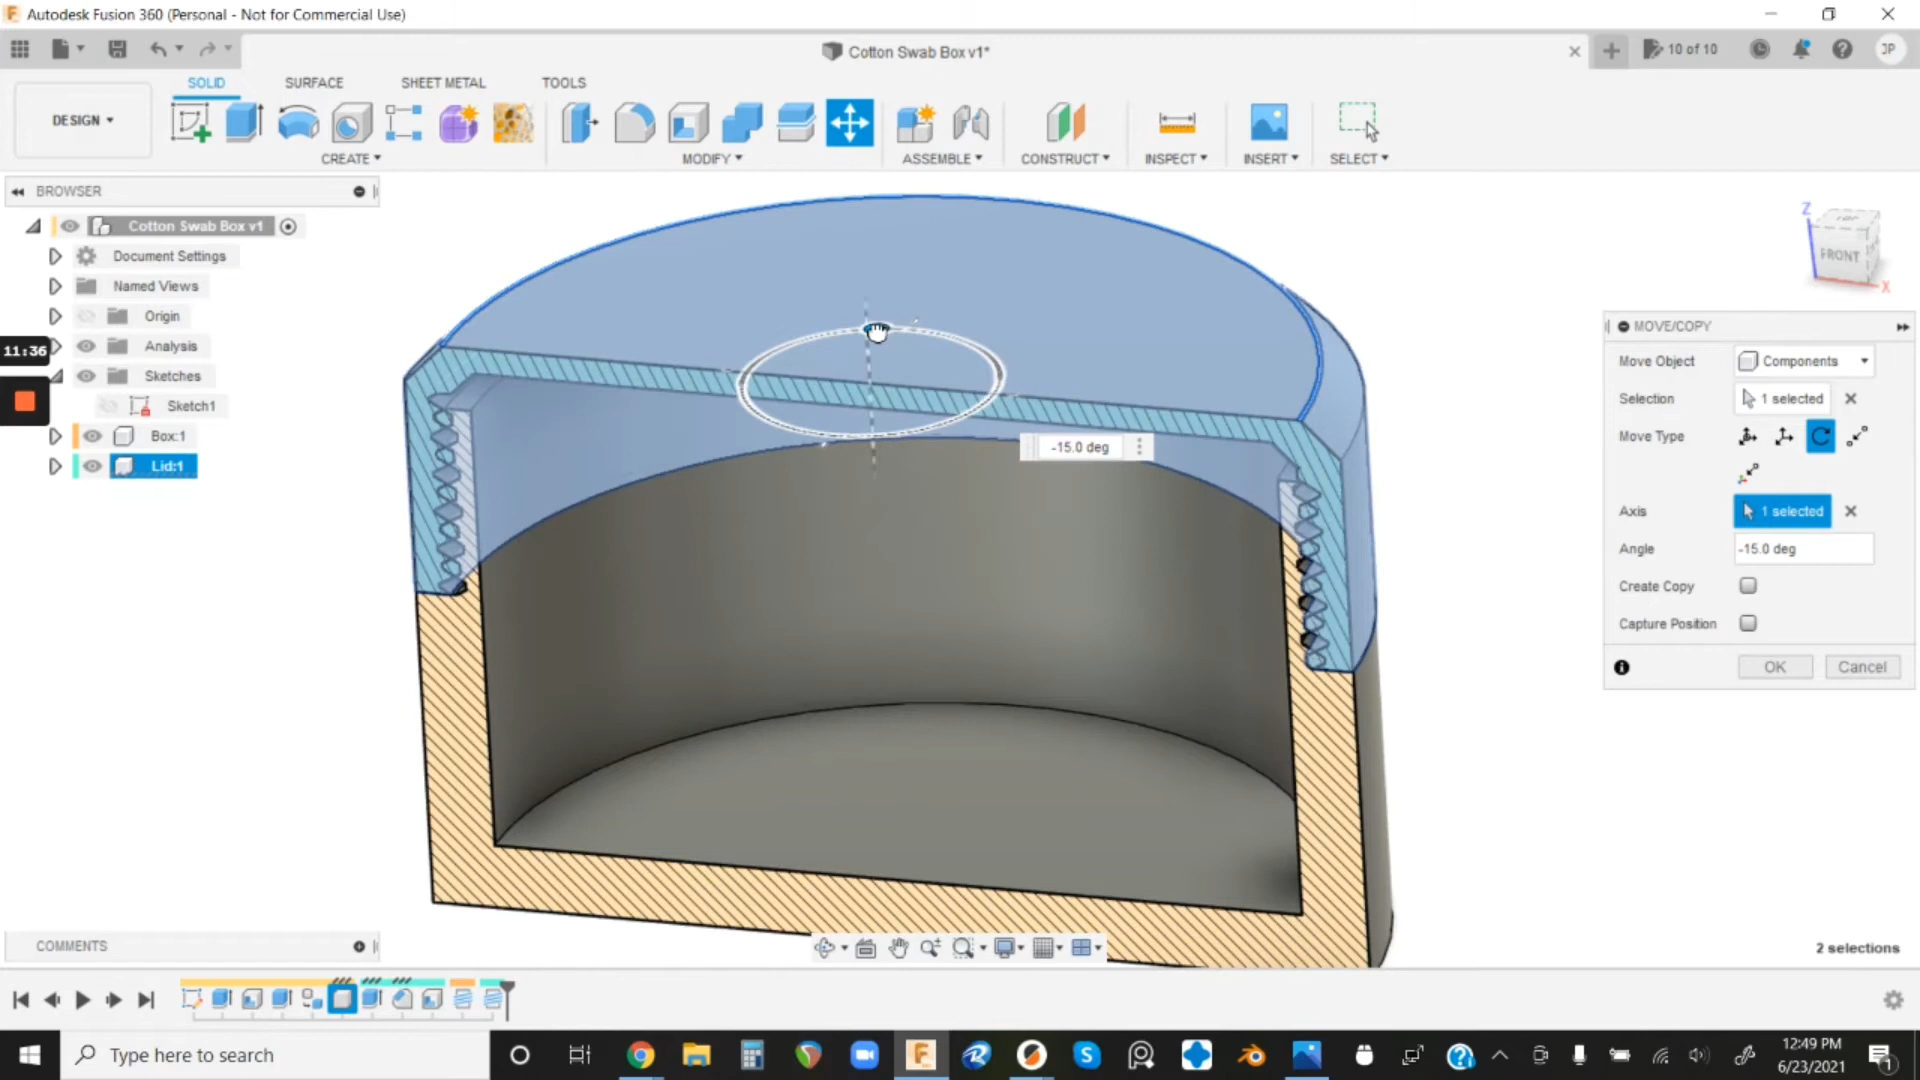 Autodesk Fusion 360 (Personal - Not for Commercial Use)
Cotton Swab Box v1*
10 of 10
JP
SOLID SURFACE SHEET METAL TOOLS
DESIGN
CREATE MODIFY ASSEMBLE CONSTRUCT INSPECT INSERT SELECT
BROWSER
Cotton Swab Box v1
Document Settings
Named Views
Origin
11:36
Analysis
Sketches
Sketch1
Box:1
Lid:1
Z
TOP
FRONT
X
-15.0 deg
MOVE/COPY
Move Object Components
Selection 1 selected
Move Type
Axis 1 selected
Angle -15.0 deg
Create Copy
Capture Position
OK Cancel
COMMENTS
2 selections
Type here to search
12:49 PM
6/23/2021
1